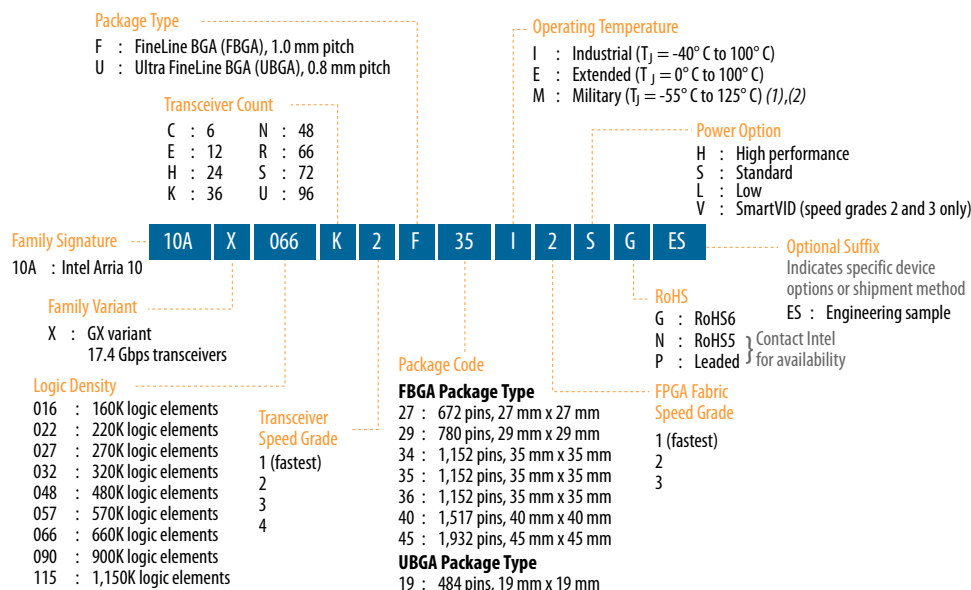 Package Type
F : FineLine BGA (FBGA), 1.0 mm pitch
U : Ultra FineLine BGA (UBGA), 0.8 mm pitch
Operating Temperature
I : Industrial (TJ = -40° C to 100° C)
E : Extended (TJ = 0° C to 100° C)
M : Military (TJ = -55° C to 125° C) (1),(2)
Transceiver Count
C : 6 N : 48
E : 12 R : 66
H : 24 S : 72
K : 36 U : 96
Power Option
H : High performance
S : Standard
L : Low
V : SmartVID (speed grades 2 and 3 only)
Family Signature
10A : Intel Arria 10
10A X 066 K 2 F 35 I 2 S G ES
Optional Suffix
Indicates specific device
options or shipment method
ES : Engineering sample
Family Variant
X : GX variant
17.4 Gbps transceivers
RoHS
G : RoHS6
N : RoHS5
P : Leaded
} Contact Intel
for availability
Logic Density
016 : 160K logic elements
022 : 220K logic elements
027 : 270K logic elements
032 : 320K logic elements
048 : 480K logic elements
057 : 570K logic elements
066 : 660K logic elements
090 : 900K logic elements
115 : 1,150K logic elements
Transceiver
Speed Grade
1 (fastest)
2
3
4
Package Code
FBGA Package Type
27 : 672 pins, 27 mm x 27 mm
29 : 780 pins, 29 mm x 29 mm
34 : 1,152 pins, 35 mm x 35 mm
35 : 1,152 pins, 35 mm x 35 mm
36 : 1,152 pins, 35 mm x 35 mm
40 : 1,517 pins, 40 mm x 40 mm
45 : 1,932 pins, 45 mm x 45 mm
UBGA Package Type
19 : 484 pins, 19 mm x 19 mm
FPGA Fabric
Speed Grade
1 (fastest)
2
3